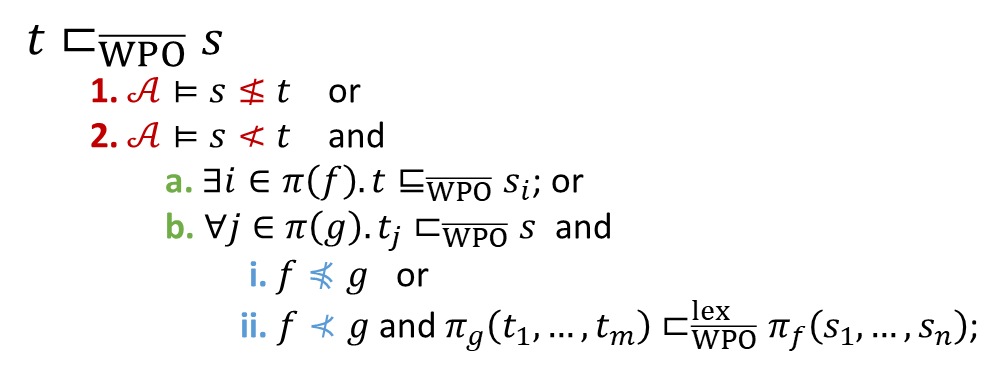 t ⊏_{\overline{WPO}} s
1. 𝒜 ⊨ s ≰ t or
2. 𝒜 ⊨ s ≮ t and
a. ∃i ∈ π(f). t ⊑_{\overline{WPO}} s_i; or
b. ∀j ∈ π(g). t_j ⊏_{\overline{WPO}} s and
i. f ⋠ g or
ii. f ⊀ g and π_g(t_1, …, t_m) ⊏^{lex}_{\overline{WPO}} π_f(s_1, …, s_n);